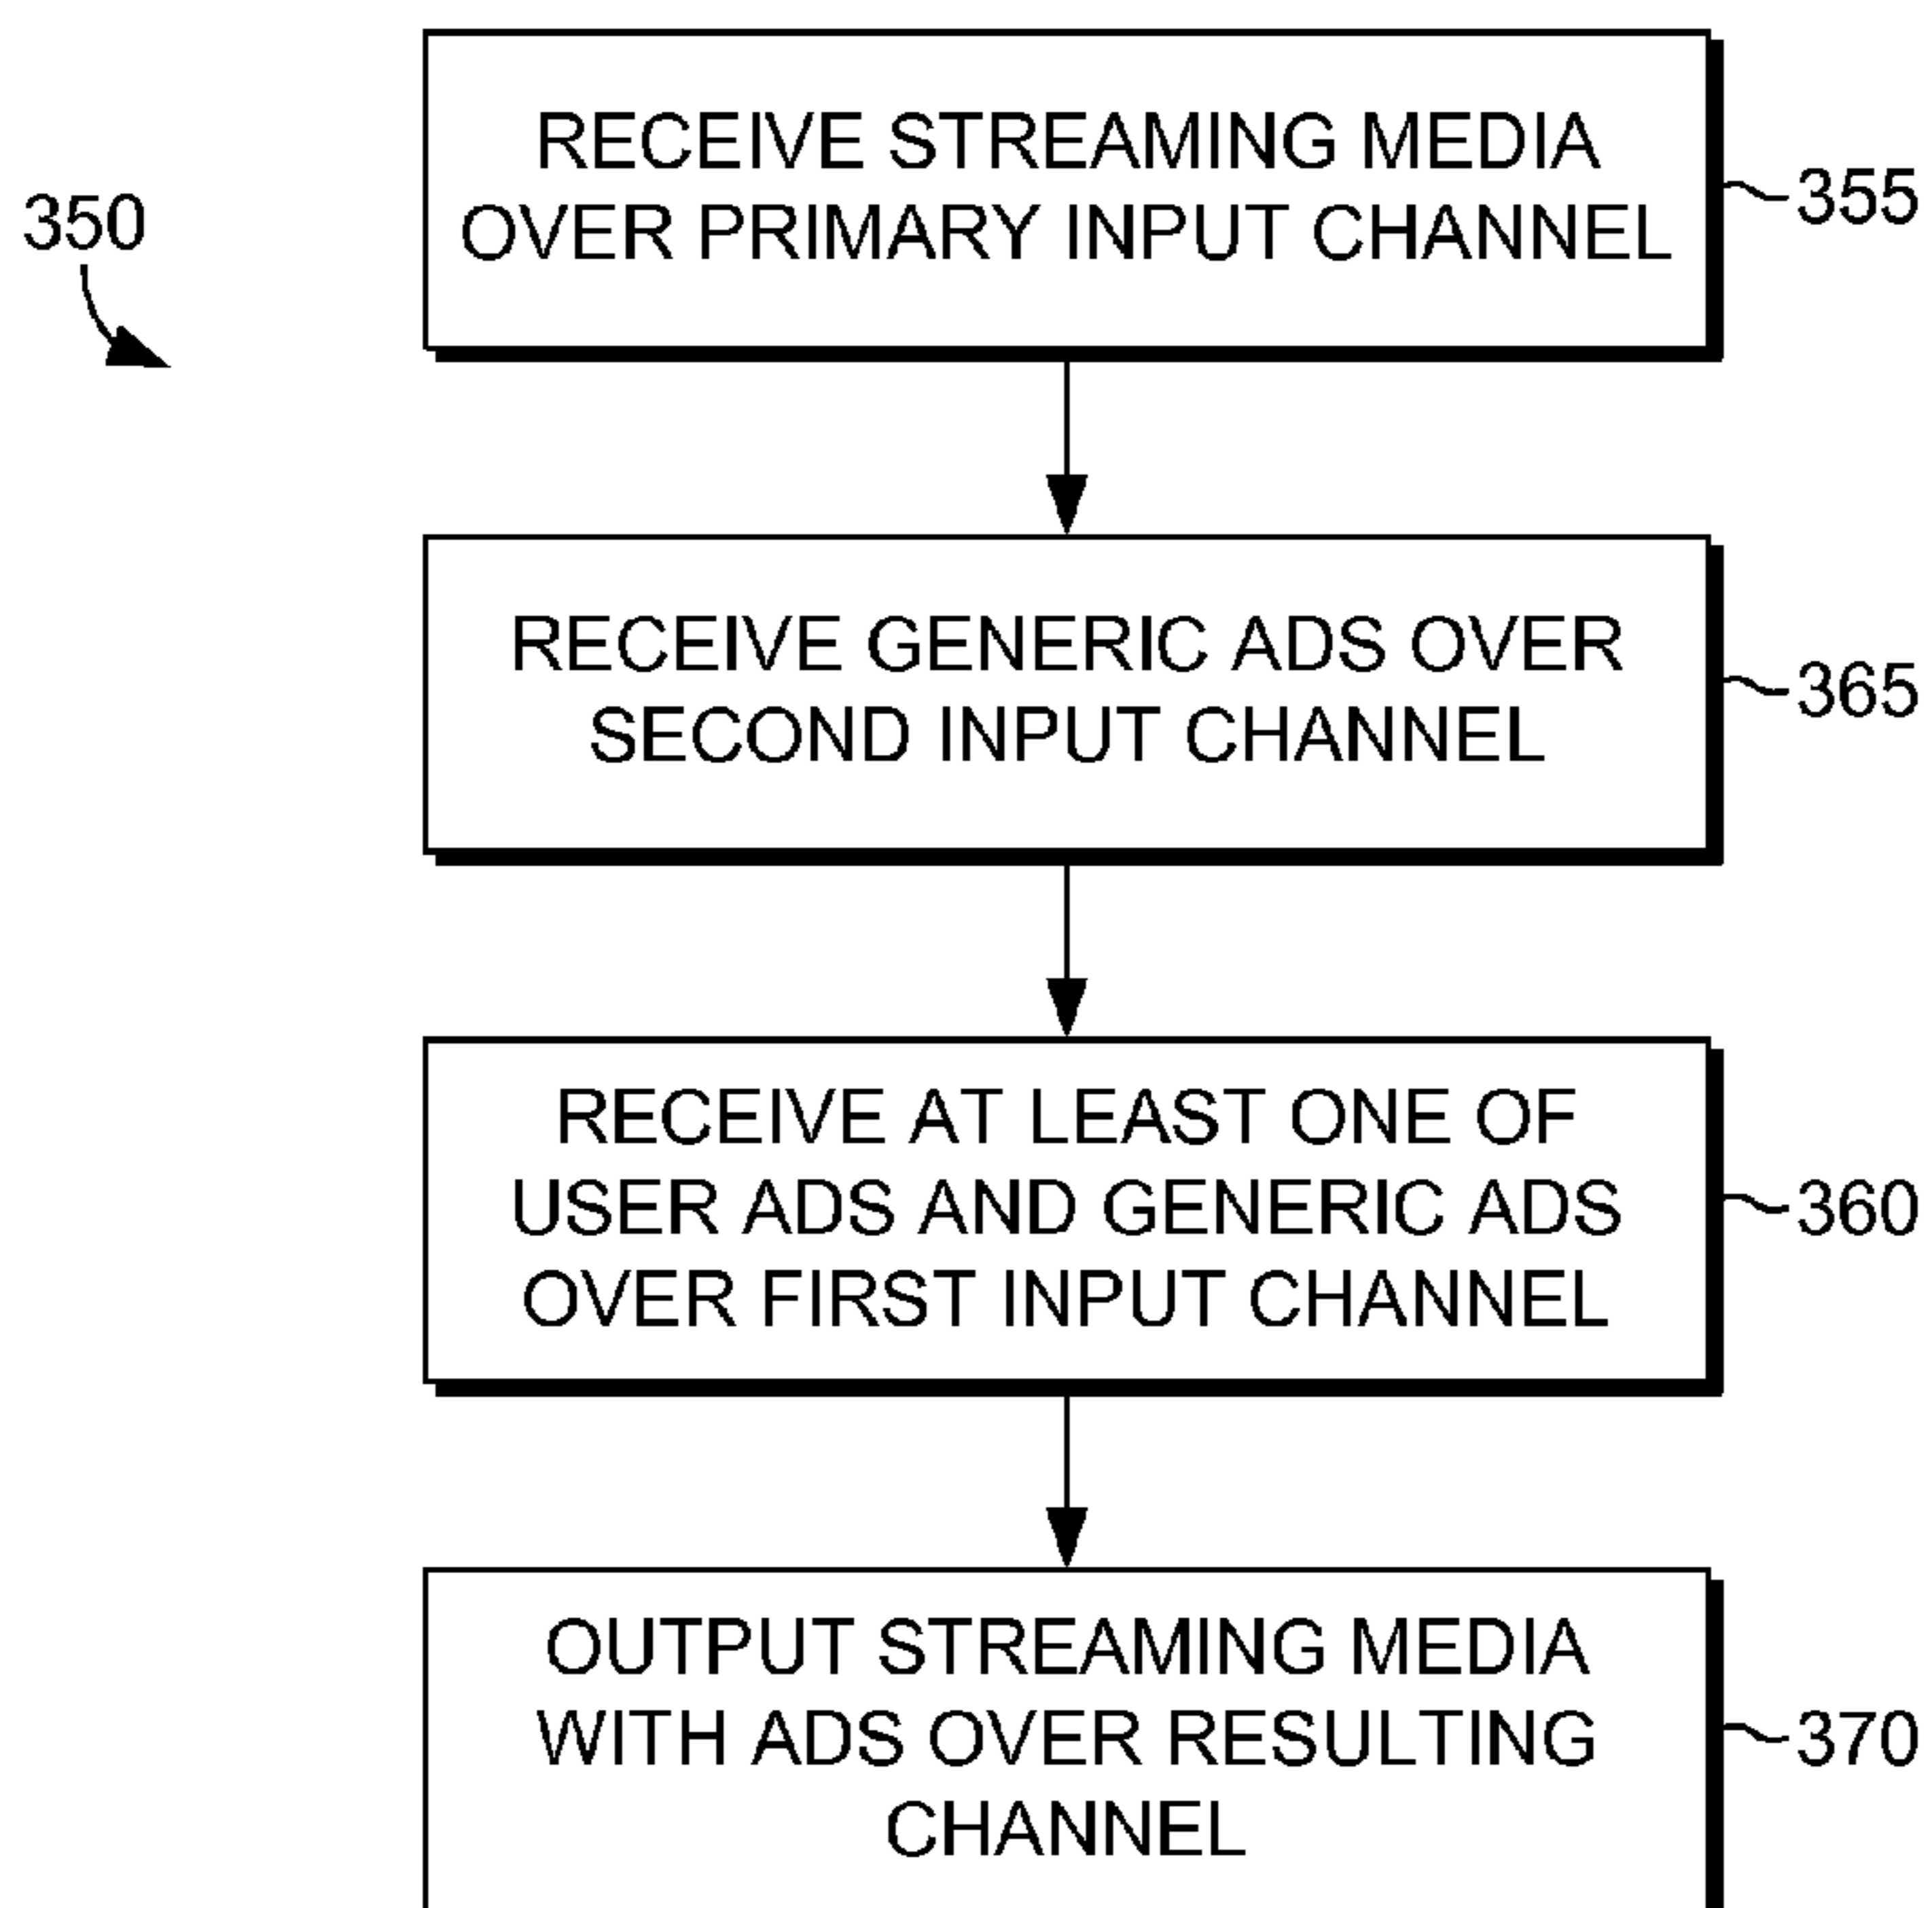 350
RECEIVE STREAMING MEDIA
OVER PRIMARY INPUT CHANNEL
355
RECEIVE GENERIC ADS OVER
SECOND INPUT CHANNEL
365
RECEIVE AT LEAST ONE OF
USER ADS AND GENERIC ADS
OVER FIRST INPUT CHANNEL
360
OUTPUT STREAMING MEDIA
WITH ADS OVER RESULTING
CHANNEL
370